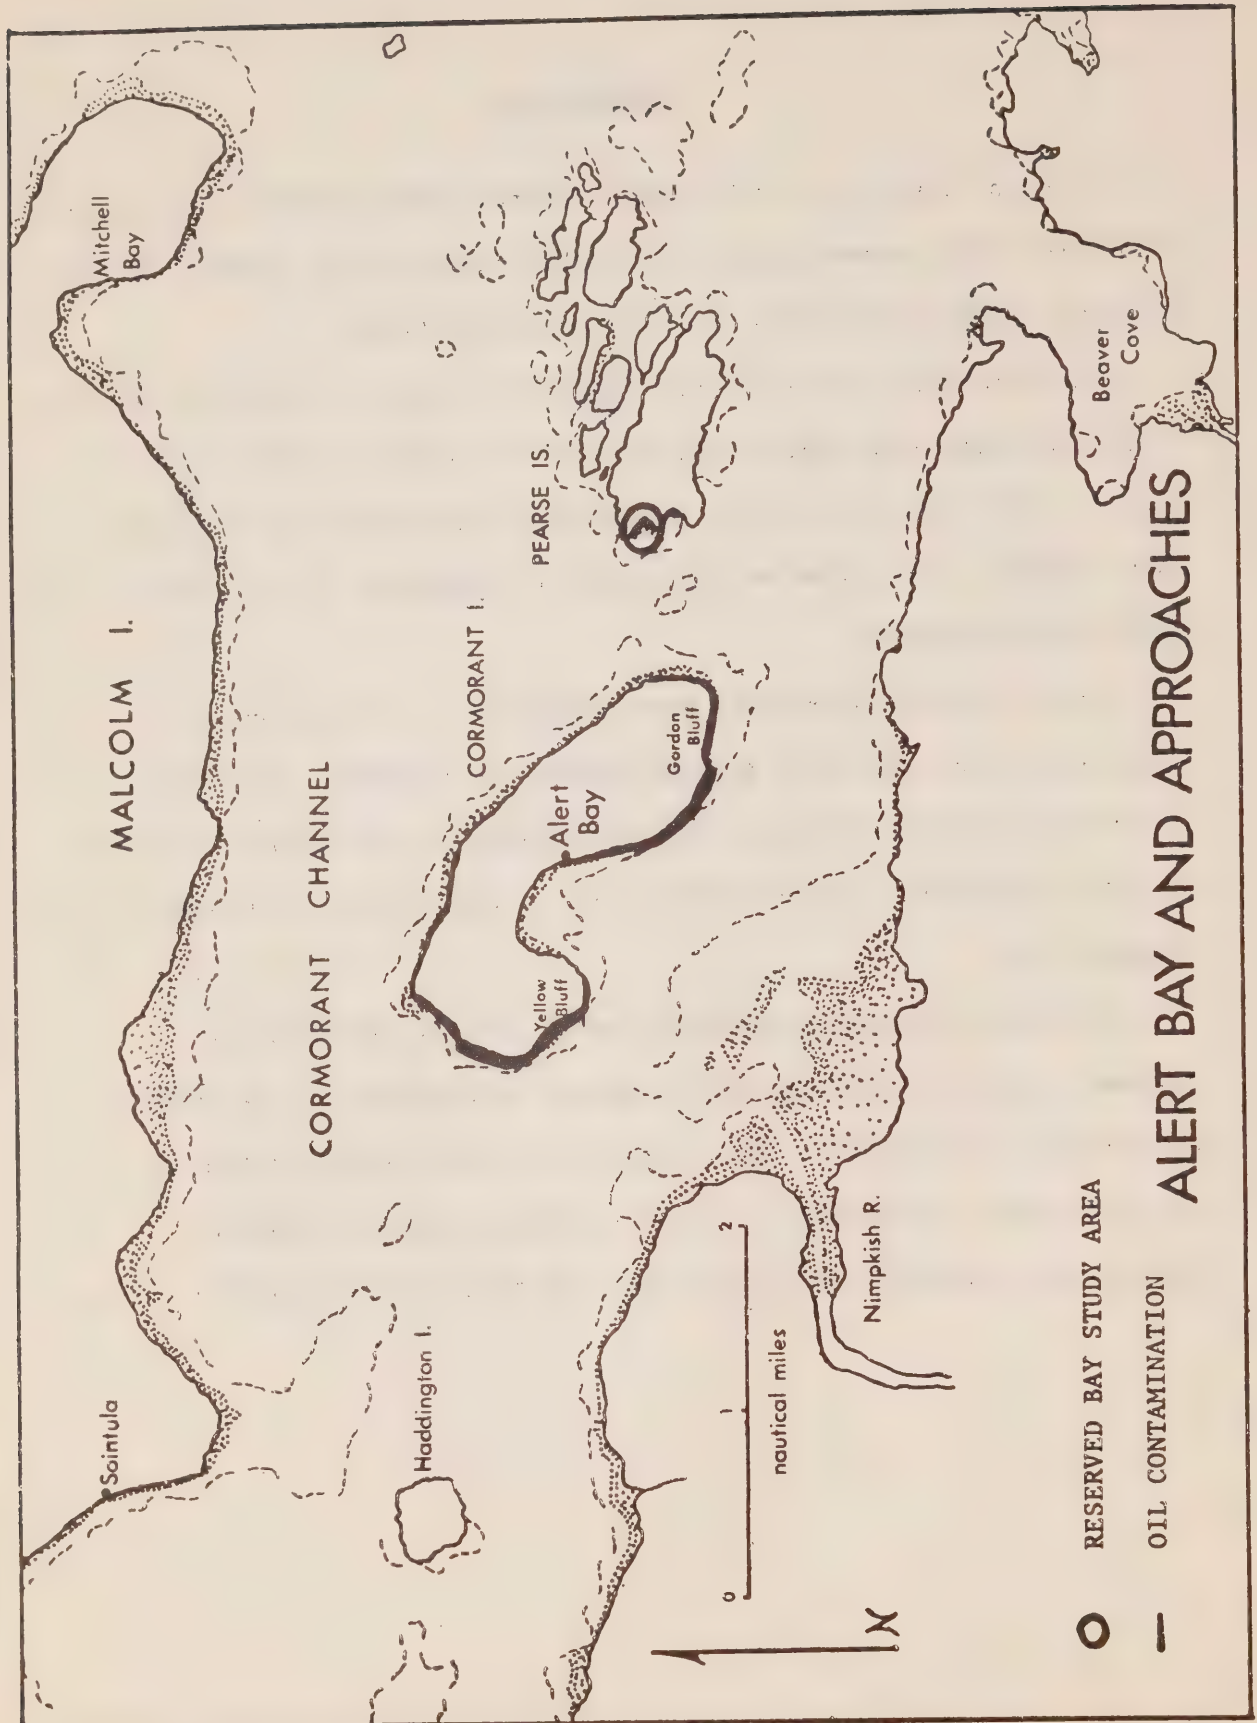 MALCOLM I.
Mitchell
Bay
Sointula
CORMORANT CHANNEL
Haddington I.
CORMORANT I.
PEARSE IS.
Yellow
Bluff
Alert
Bay
Gordon
Bluff
0 1 2
nautical miles
Nimpkish R.
Beaver
Cove
N
RESERVED BAY STUDY AREA
OIL CONTAMINATION
ALERT BAY AND APPROACHES